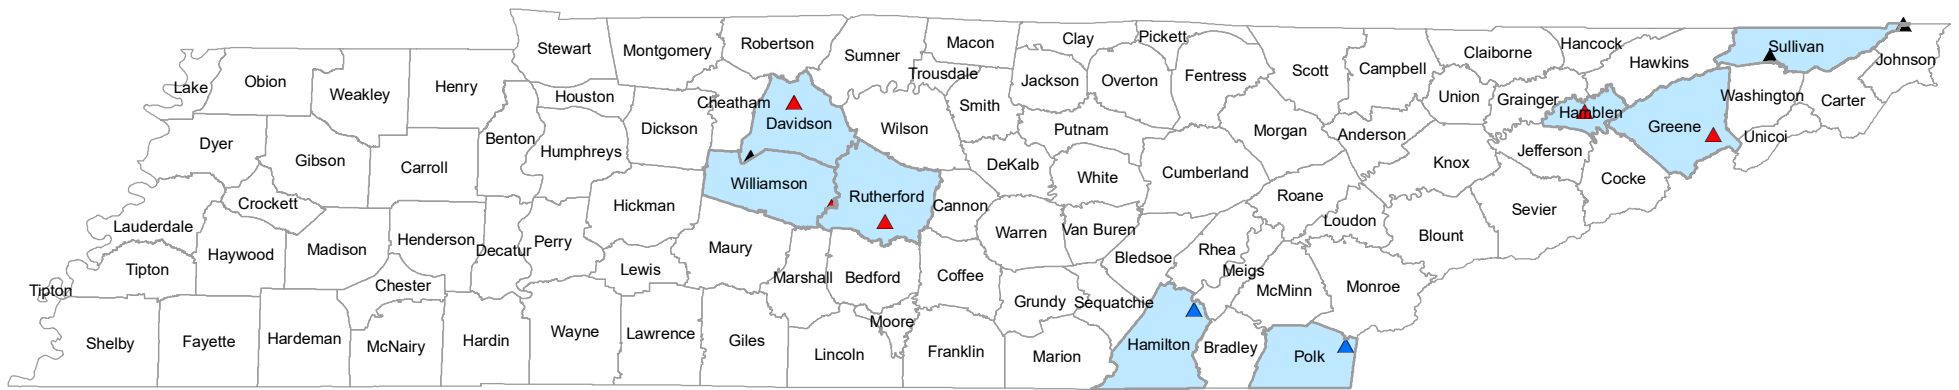 Lake
Obion
Weakley
Henry
Stewart
Montgomery
Robertson
Sumner
Macon
Clay
Pickett
Trousdale
Jackson
Overton
Fentress
Scott
Campbell
Claiborne
Hancock
Hawkins
Sullivan
Johnson
Houston
Cheatham
Davidson
Wilson
Smith
Union
Grainger
Hamblen
Washington
Carter
Greene
Unicoi
Dyer
Gibson
Carroll
Benton
Humphreys
Dickson
Putnam
Morgan
Anderson
Knox
Jefferson
Cocke
Crockett
Williamson
Rutherford
DeKalb
White
Cumberland
Roane
Loudon
Sevier
Blount
Lauderdale
Haywood
Madison
Henderson
Decatur
Perry
Hickman
Maury
Cannon
Warren
Van Buren
Bledsoe
Rhea
Meigs
McMinn
Monroe
Tipton
Tipton
Chester
Lewis
Marshall
Bedford
Coffee
Grundy
Sequatchie
Shelby
Fayette
Hardeman
McNairy
Hardin
Wayne
Lawrence
Giles
Lincoln
Moore
Franklin
Marion
Hamilton
Bradley
Polk